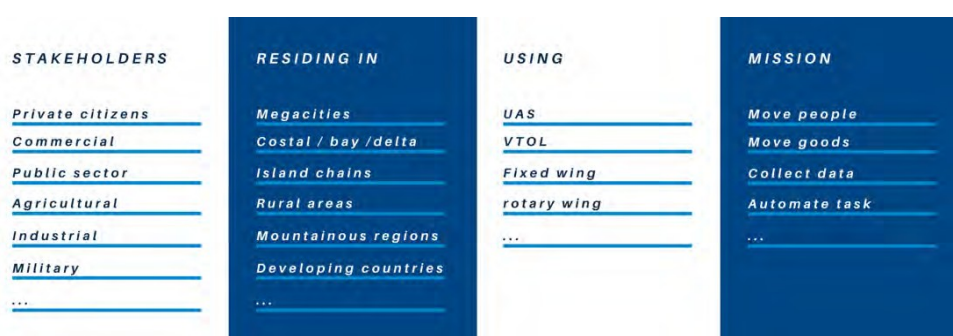 STAKEHOLDERS
Private citizens
Commercial
Public sector
Agricultural
Industrial
Military
...
RESIDING IN
Megacities
Costal / bay /delta
Island chains
Rural areas
Mountainous regions
Developing countries
...
USING
UAS
VTOL
Fixed wing
rotary wing
...
MISSION
Move people
Move goods
Collect data
Automate task
...